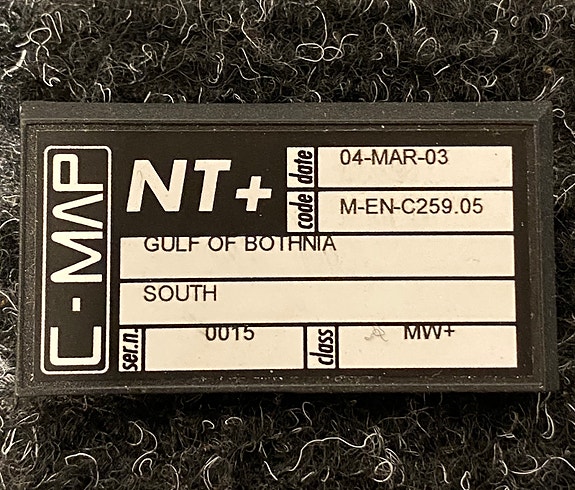 C-MAP
NT+
date 04-MAR-03
code M-EN-C259.05
GULF OF BOTHNIA
SOUTH
ser.n. 0015 class MW+